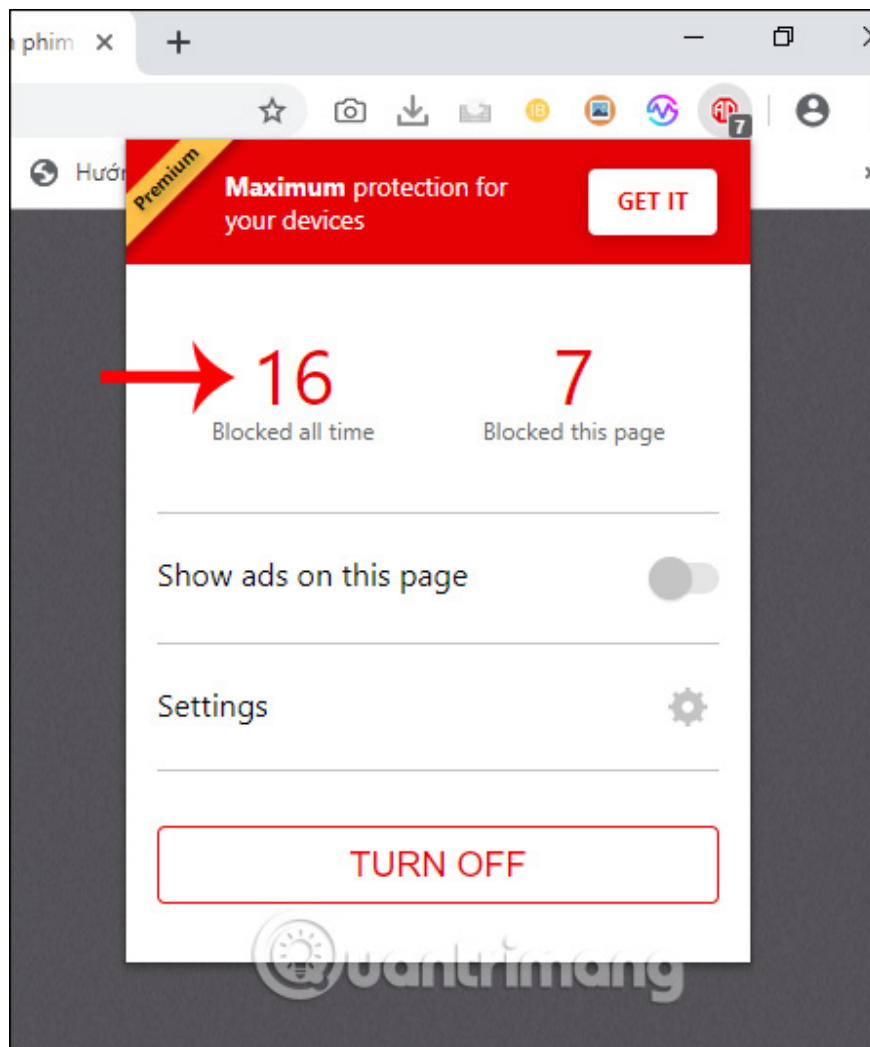 phim
Hướn
Premium
Maximum protection for
your devices
GET IT
7
16
7
Blocked all time
Blocked this page
Show ads on this page
Settings
TURN OFF
Quantrimang